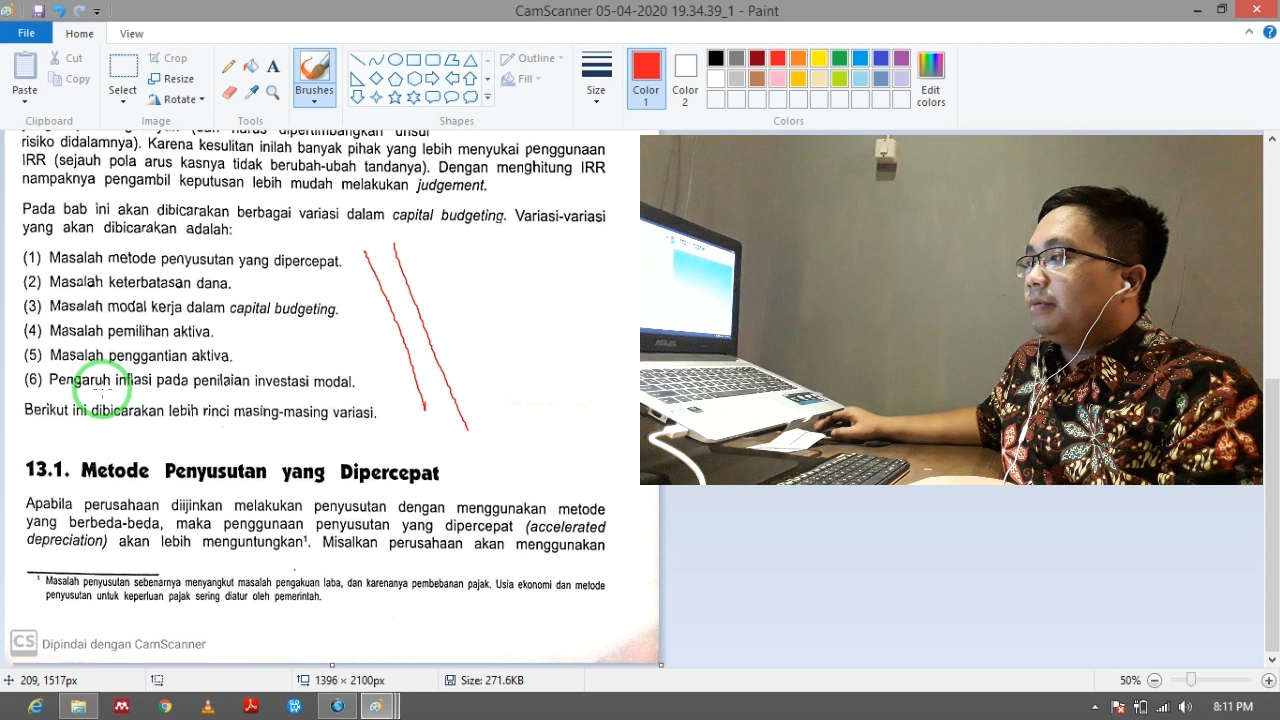 CamScanner 05-04-2020 19.34.39_1 - Paint
File Home View
Paste Cut Copy Select Crop Resize Rotate Brushes Outline Fill Size Color 1 Color 2 Edit colors
Clipboard Image Tools Shapes Colors
risiko didalamnya). Karena kesulitan inilah banyak pihak yang lebih menyukai penggunaan
IRR (sejauh pola arus kasnya tidak berubah-ubah tandanya). Dengan menghitung IRR
nampaknya pengambil keputusan lebih mudah melakukan judgement.
Pada bab ini akan dibicarakan berbagai variasi dalam capital budgeting. Variasi-variasi
yang akan dibicarakan adalah:
(1) Masalah metode penyusutan yang dipercepat.
(2) Masalah keterbatasan dana.
(3) Masalah modal kerja dalam capital budgeting.
(4) Masalah pemilihan aktiva.
(5) Masalah penggantian aktiva.
(6) Pengaruh inflasi pada penilaian investasi modal.
Berikut ini dibicarakan lebih rinci masing-masing variasi.
13.1. Metode Penyusutan yang Dipercepat
Apabila perusahaan diijinkan melakukan penyusutan dengan menggunakan metode
yang berbeda-beda, maka penggunaan penyusutan yang dipercepat (accelerated
depreciation) akan lebih menguntungkan¹. Misalkan perusahaan akan menggunakan
¹ Masalah penyusutan sebenarnya menyangkut masalah pengakuan laba, dan karenanya pembebanan pajak. Usia ekonomi dan metode
penyusutan untuk keperluan pajak sering diatur oleh pemerintah.
CS Dipindai dengan CamScanner
ASUS
209, 1517px 1396 × 2100px Size: 271.6KB 50%
8:11 PM